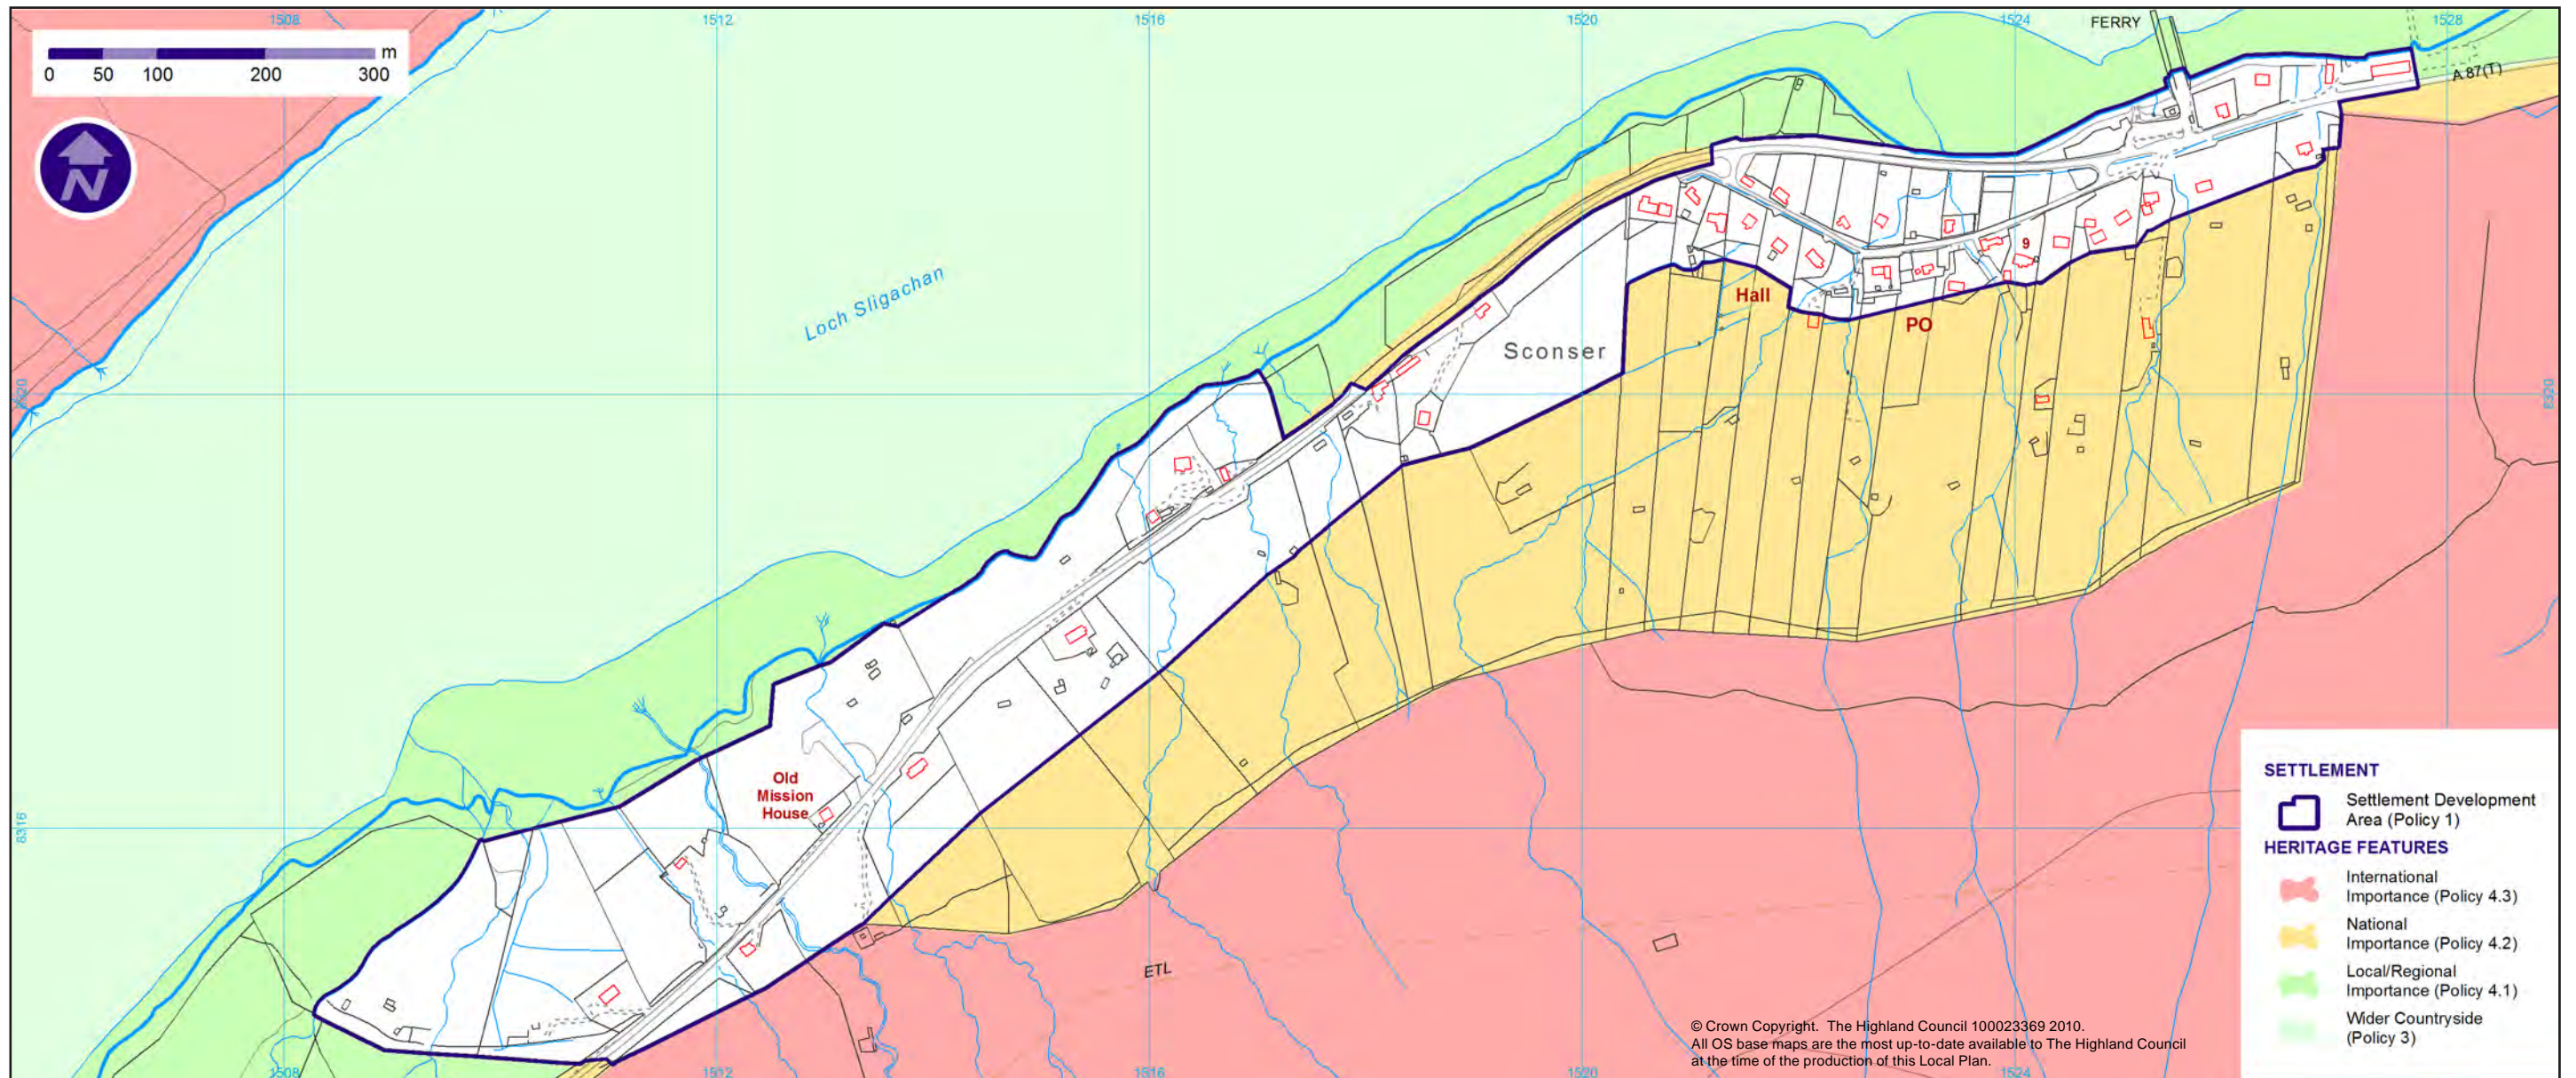 1508
1512
1516
1520
1524
1528
m
0 50 100 200 300
N
FERRY
A 87(T)
Loch Sligachan
9
Hall
PO
Sconser
8320
Old
Mission
House
8316
ETL
SETTLEMENT
Settlement Development
Area (Policy 1)
HERITAGE FEATURES
International
Importance (Policy 4.3)
National
Importance (Policy 4.2)
Local/Regional
Importance (Policy 4.1)
Wider Countryside
(Policy 3)
© Crown Copyright. The Highland Council 100023369 2010.
All OS base maps are the most up-to-date available to The Highland Council
at the time of the production of this Local Plan.
1508
1512
1516
1520
1524